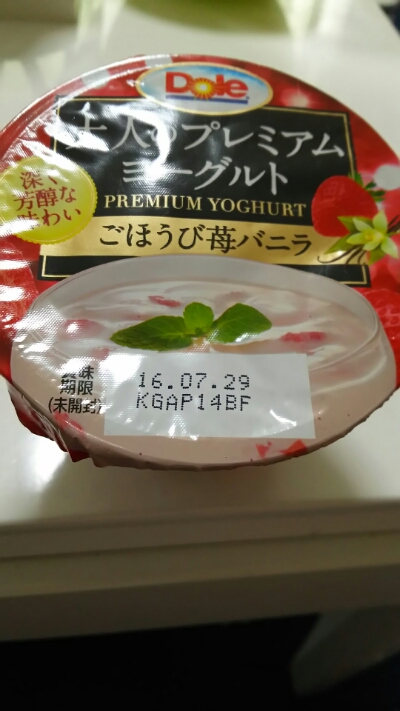 Dole
大人のプレミアム
ヨーグルト
PREMIUM YOGHURT
ごほうび苺バニラ
深く
芳醇な
味わい
賞味
期限
(未開封)
16.07.29
KGAP14BF